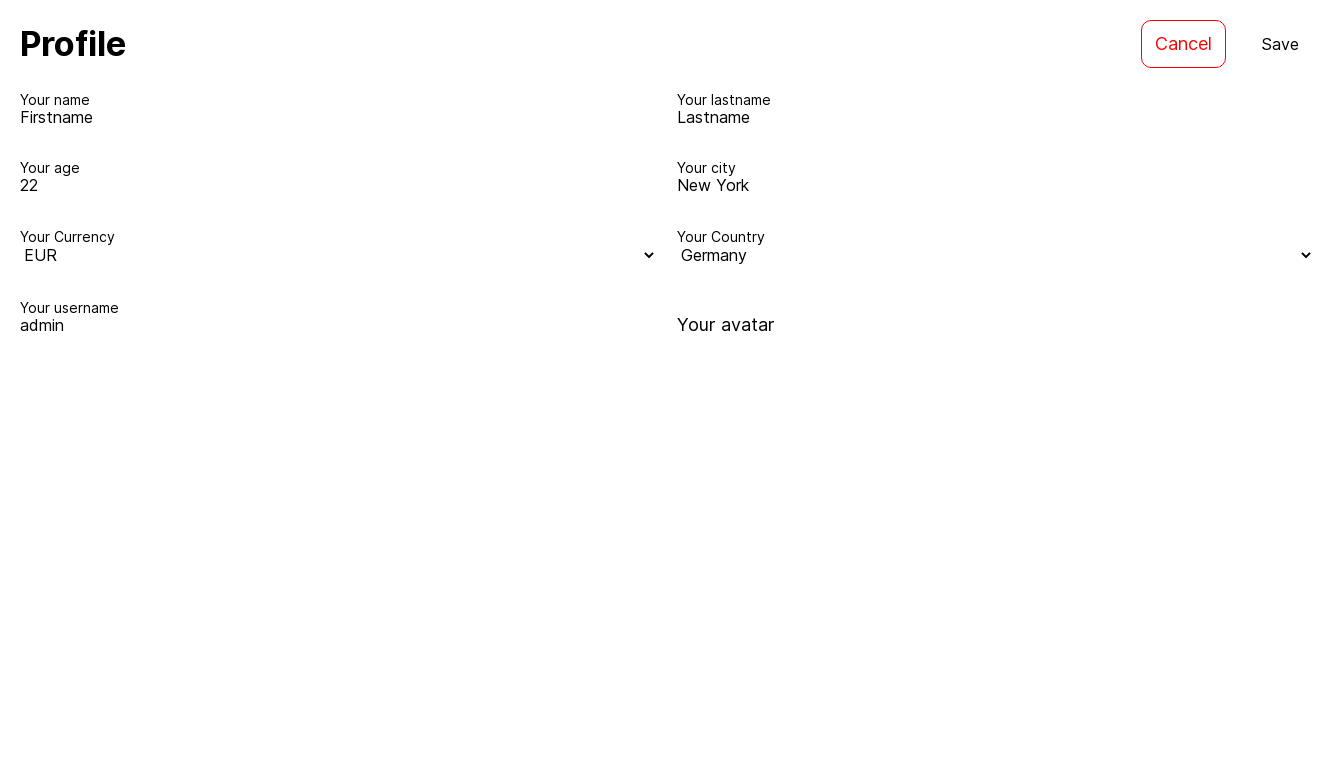 Profile
Cancel
Save
Your name
Firstname
Your lastname
Lastname
Your age
22
Your city
New York
Your Currency
EUR
Your Country
Germany
Your username
admin
Your avatar